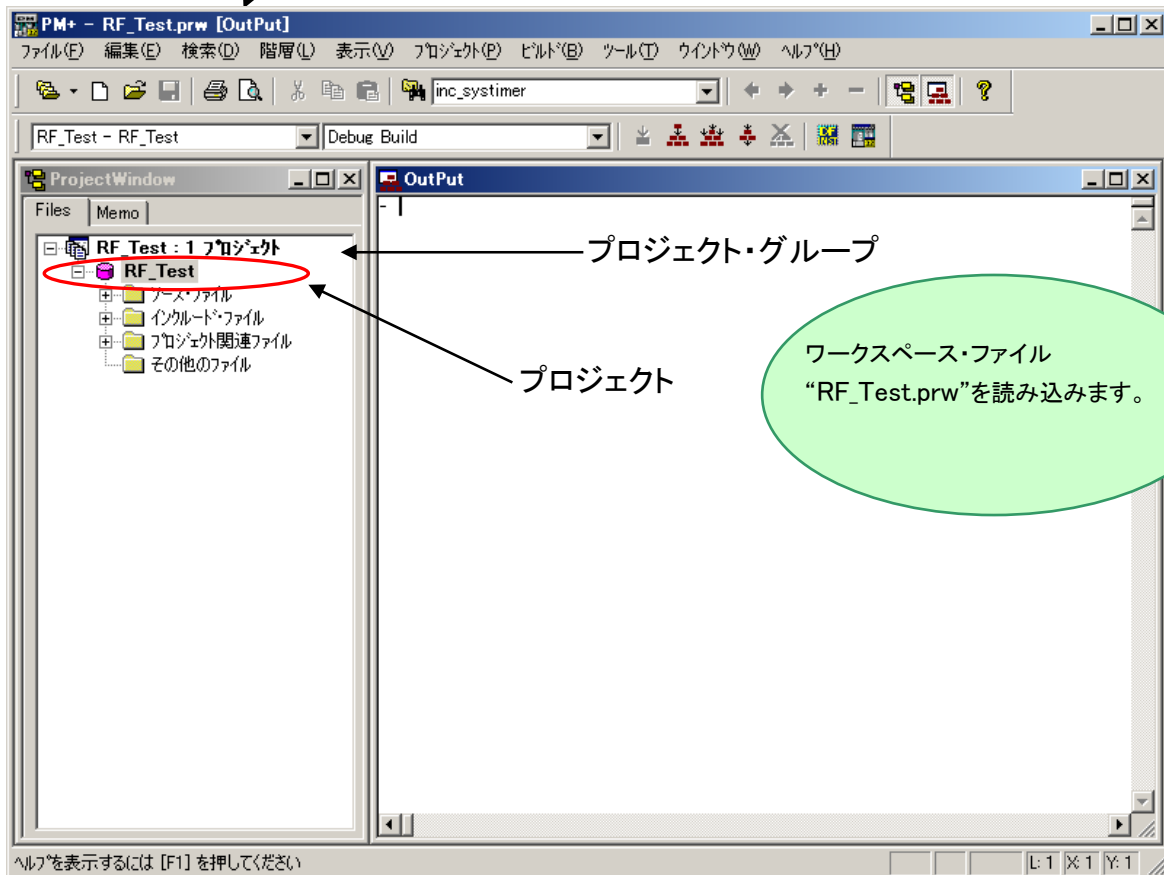 PM+ - RF_Test.prw [OutPut]
ファイル(F) 編集(E) 検索(D) 階層(L) 表示(V) プロジェクト(P) ビルド(B) ツール(T) ウインドウ(W) ヘルプ(H)
inc_systimer
RF_Test - RF_Test Debug Build
ProjectWindow
OutPut
Files Memo
RF_Test : 1 プロジェクト
プロジェクト・グループ
RF_Test
ソース・ファイル
インクルード・ファイル
プロジェクト関連ファイル
その他のファイル
プロジェクト
ワークスペース・ファイル
“RF_Test.prw”を読み込みます。
ヘルプを表示するには [F1] を押してください
L: 1 X: 1 Y: 1